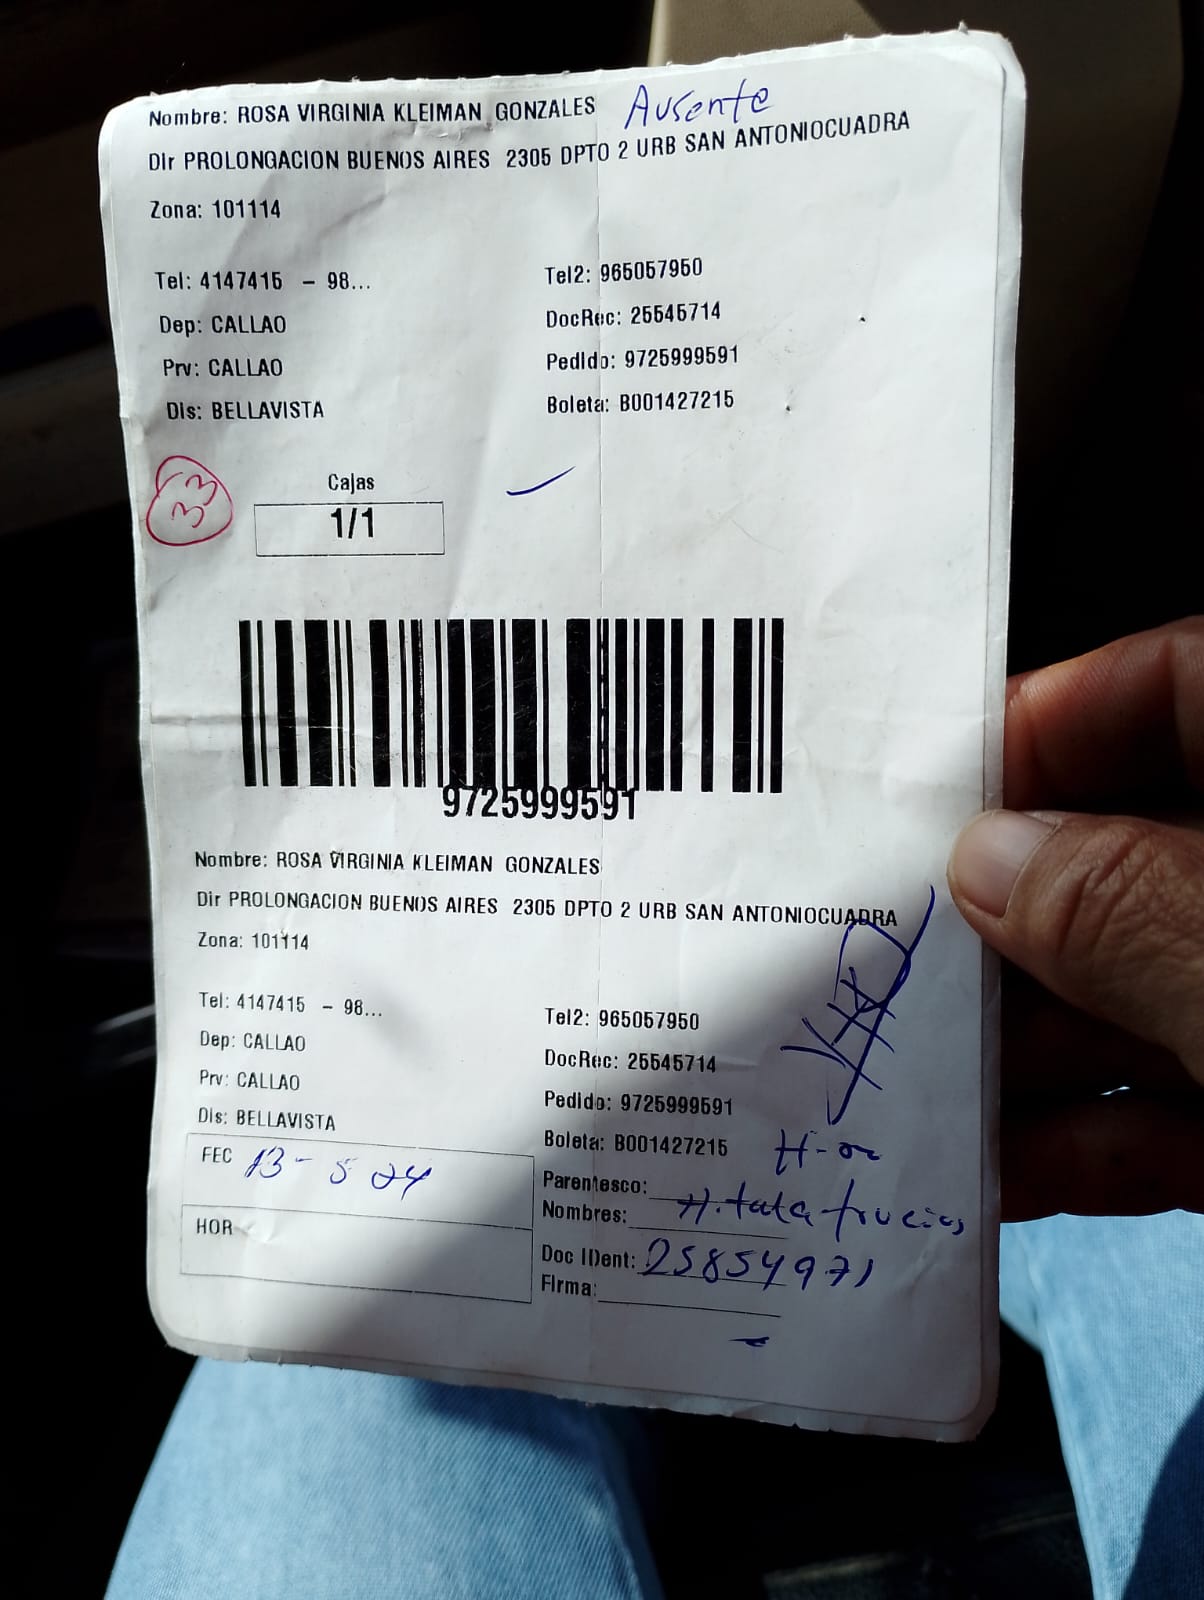 Nombre: ROSA VIRGINIA KLEIMAN GONZALES Ausente
Dir PROLONGACION BUENOS AIRES 2305 DPTO 2 URB SAN ANTONIOCUADRA
Zona: 101114
Tel: 4147415 - 98... Tel2: 965057950
Dep: CALLAO DocRec: 25545714
Prv: CALLAO Pedido: 9725999591
Dis: BELLAVISTA Boleta: B001427215
33
Cajas
1/1
9725999591
Nombre: ROSA VIRGINIA KLEIMAN GONZALES
Dir PROLONGACION BUENOS AIRES 2305 DPTO 2 URB SAN ANTONIOCUADRA
Zona: 101114
Tel: 4147415 - 98... Tel2: 965057950
Dep: CALLAO DocRec: 25545714
Prv: CALLAO Pedido: 9725999591
Dis: BELLAVISTA Boleta: B001427215
FEC 13-5 24 Parentesco:
Nombres:
HOR Doc IDent: 25854971
Firma: